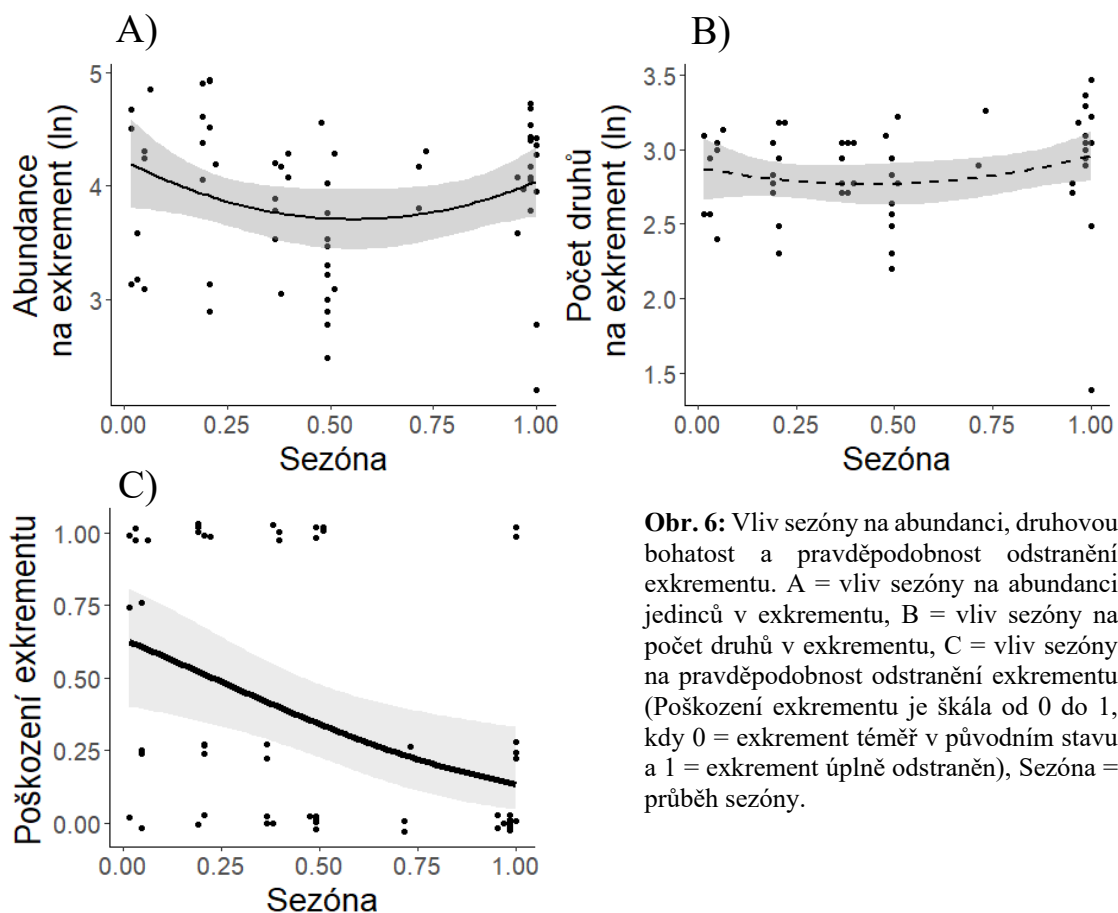 A)
Abundance
na exkrement (ln)
5
4
3
0.00 0.25 0.50 0.75 1.00
Sezóna
B)
Počet druhů
na exkrement (ln)
3.5
3.0
2.5
2.0
1.5
0.00 0.25 0.50 0.75 1.00
Sezóna
C)
Poškození exkrementu
1.00
0.75
0.50
0.25
0.00
0.00 0.25 0.50 0.75 1.00
Sezóna
Obr. 6: Vliv sezóny na abundanci, druhovou
bohatost a pravděpodobnost odstranění
exkrementu. A = vliv sezóny na abundanci
jedinců v exkrementu, B = vliv sezóny na
počet druhů v exkrementu, C = vliv sezóny
na pravděpodobnost odstranění exkrementu
(Poškození exkrementu je škála od 0 do 1,
kdy 0 = exkrement téměř v původním stavu
a 1 = exkrement úplně odstraněn), Sezóna =
průběh sezóny.